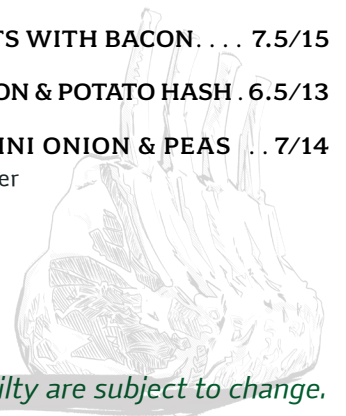 TS WITH BACON.... 7.5/15
ON & POTATO HASH . 6.5/13
INI ONION & PEAS .. 7/14
er
ilty are subject to change.